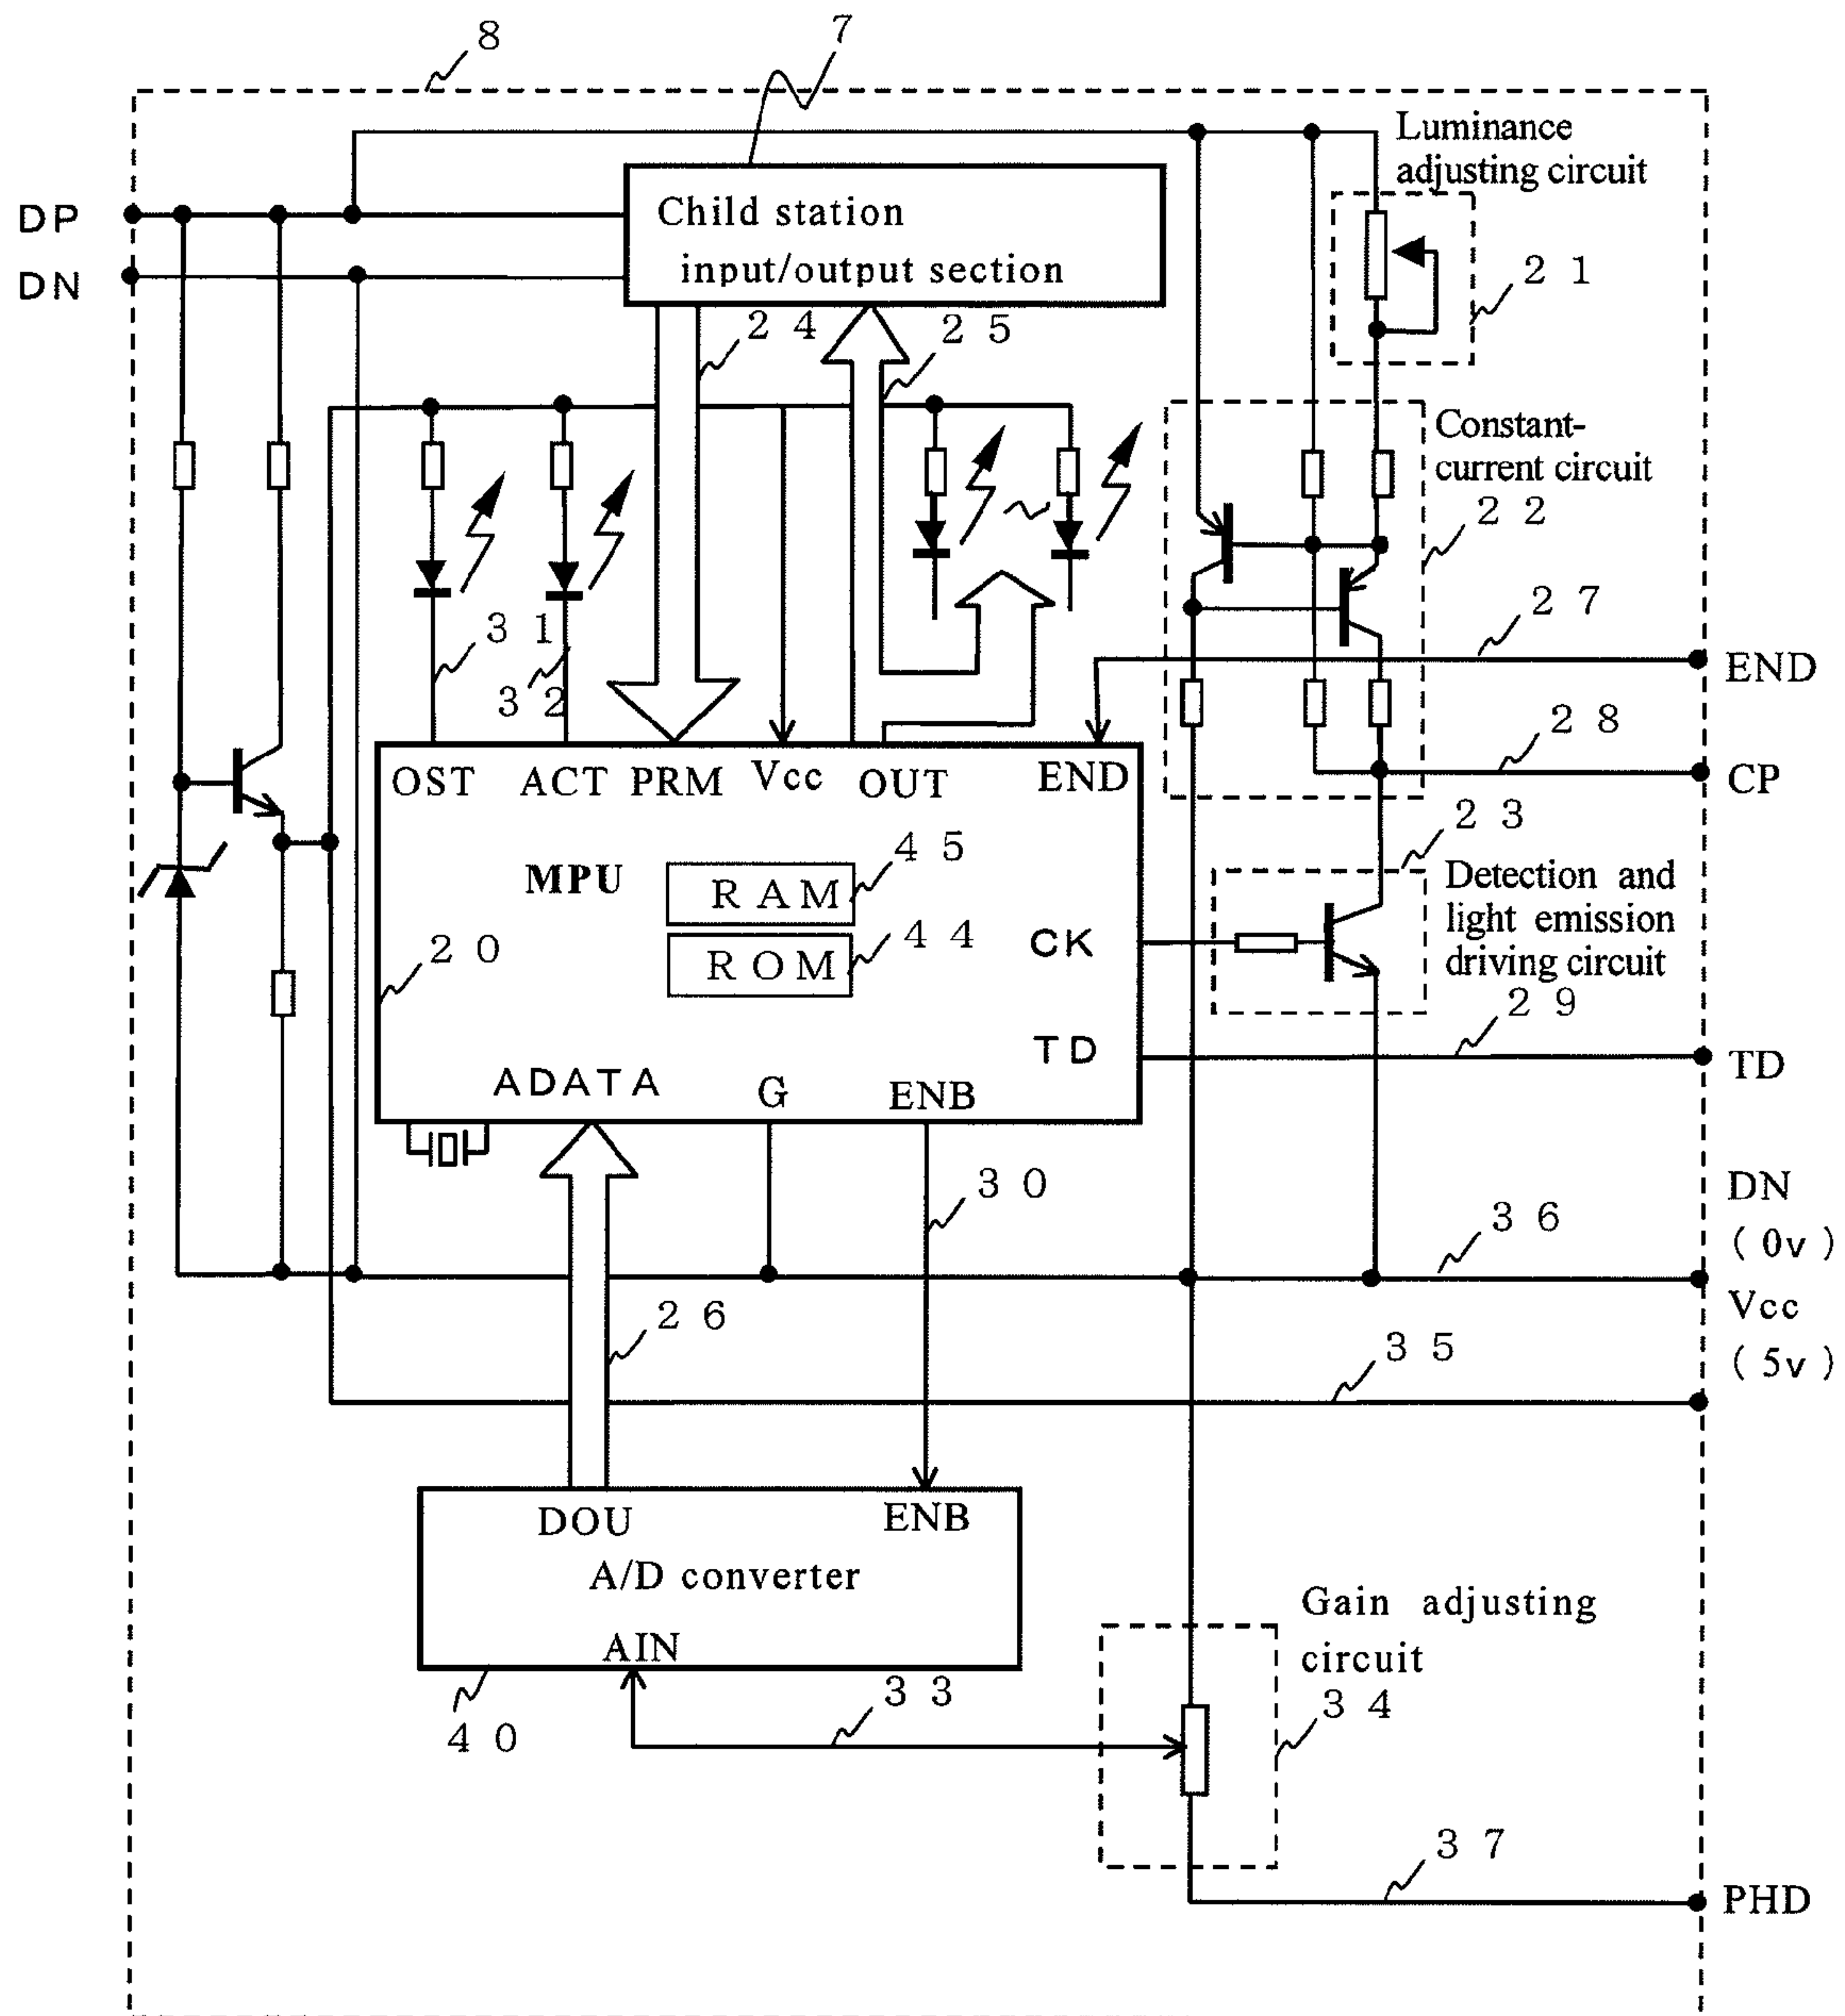 8
7
Luminance
adjusting circuit
2 1
DP
DN
Child station
input/output section
2 4
2 5
Constant-
current circuit
2 2
3 1
3 2
2 7
END
2 8
CP
OST ACT PRM Vcc OUT END
MPU
RAM
4 5
ROM
4 4
2 0
CK
TD
ADATA G ENB
2 3
Detection and
light emission
driving circuit
2 9
TD
3 0
DN
( 0v )
3 6
Vcc
( 5v )
2 6
3 5
DOU ENB
A/D converter
AIN
4 0
3 3
Gain adjusting
circuit
3 4
3 7
PHD